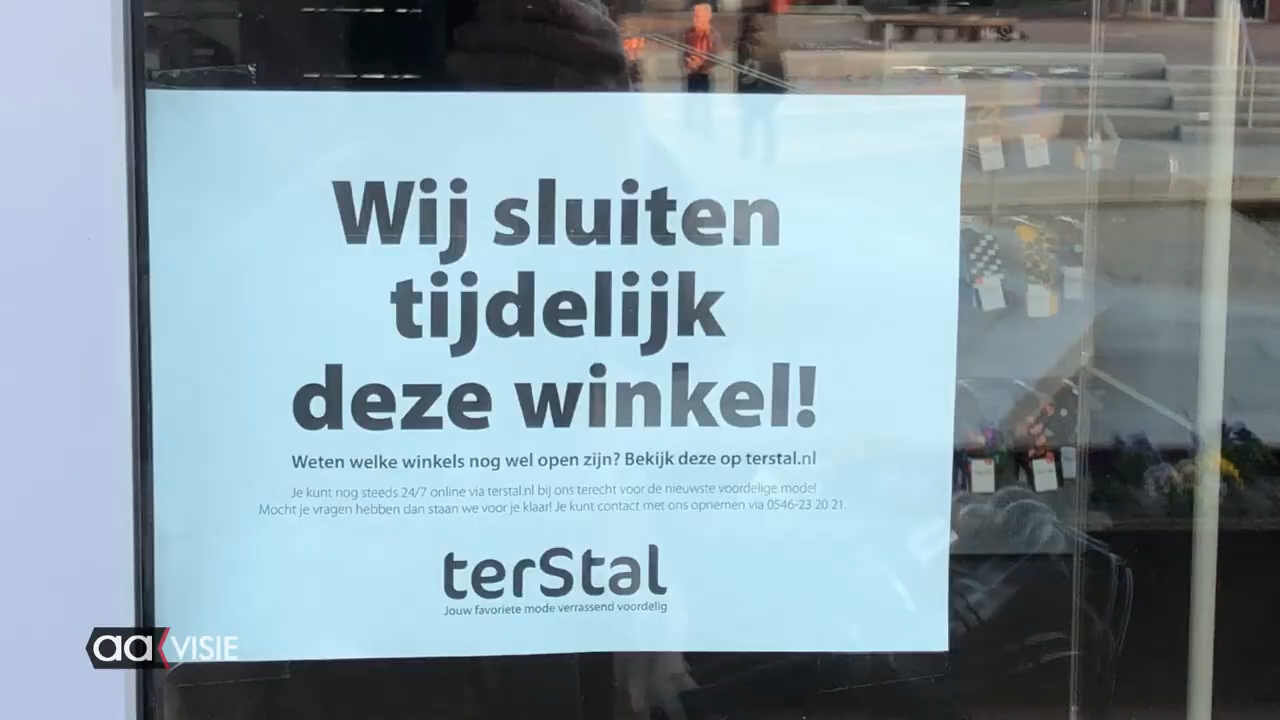 Wij sluiten
tijdelijk
deze winkel!
Weten welke winkels nog wel open zijn? Bekijk deze op terstal.nl
Je kunt nog steeds 24/7 online via terstal.nl bij ons terecht voor de nieuwste voordelige mode!
Mocht je vragen hebben dan staan we voor je klaar! Je kunt contact met ons opnemen via 0546-23 20 21.
terStal
Jouw favoriete mode verrassend voordelig
aa VISIE